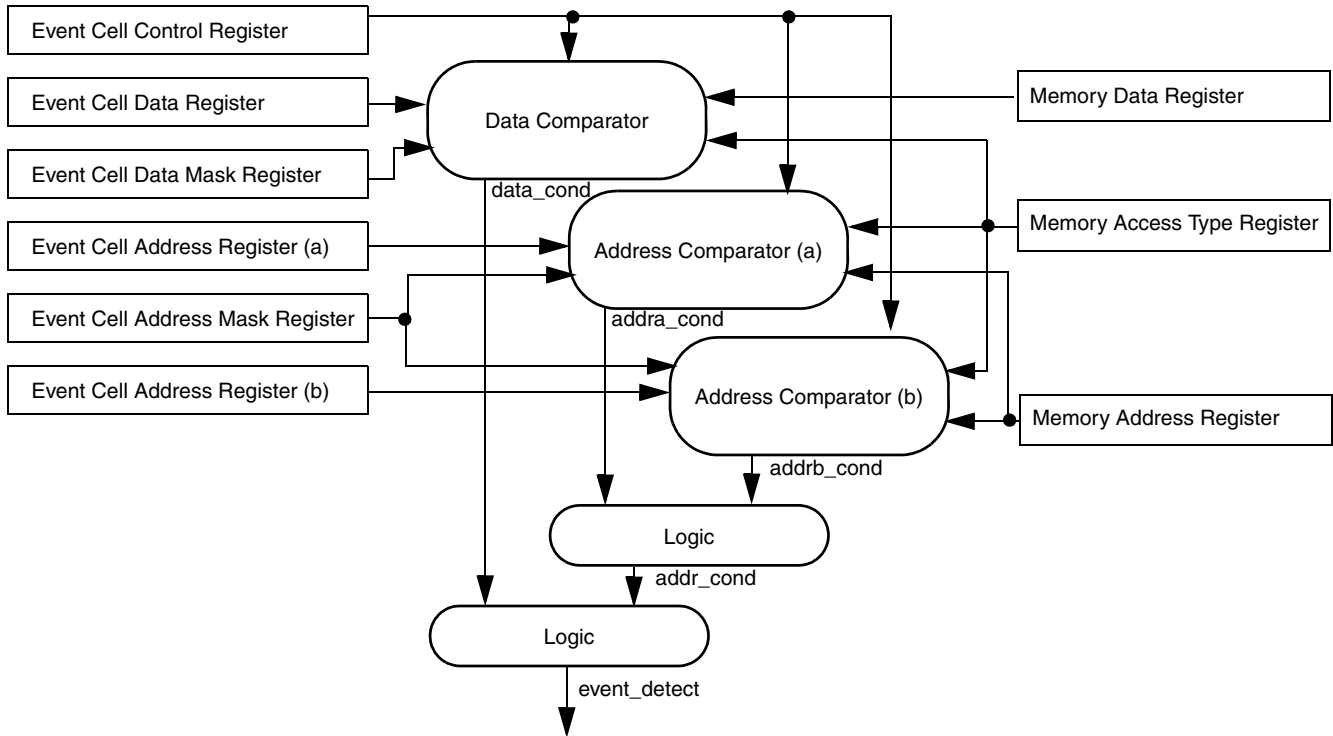 Event Cell Control Register
Event Cell Data Register
Memory Data Register
Data Comparator
Event Cell Data Mask Register
data_cond
Memory Access Type Register
Event Cell Address Register (a)
Address Comparator (a)
Event Cell Address Mask Register
addra_cond
Event Cell Address Register (b)
Address Comparator (b)
Memory Address Register
addrb_cond
Logic
addr_cond
Logic
event_detect